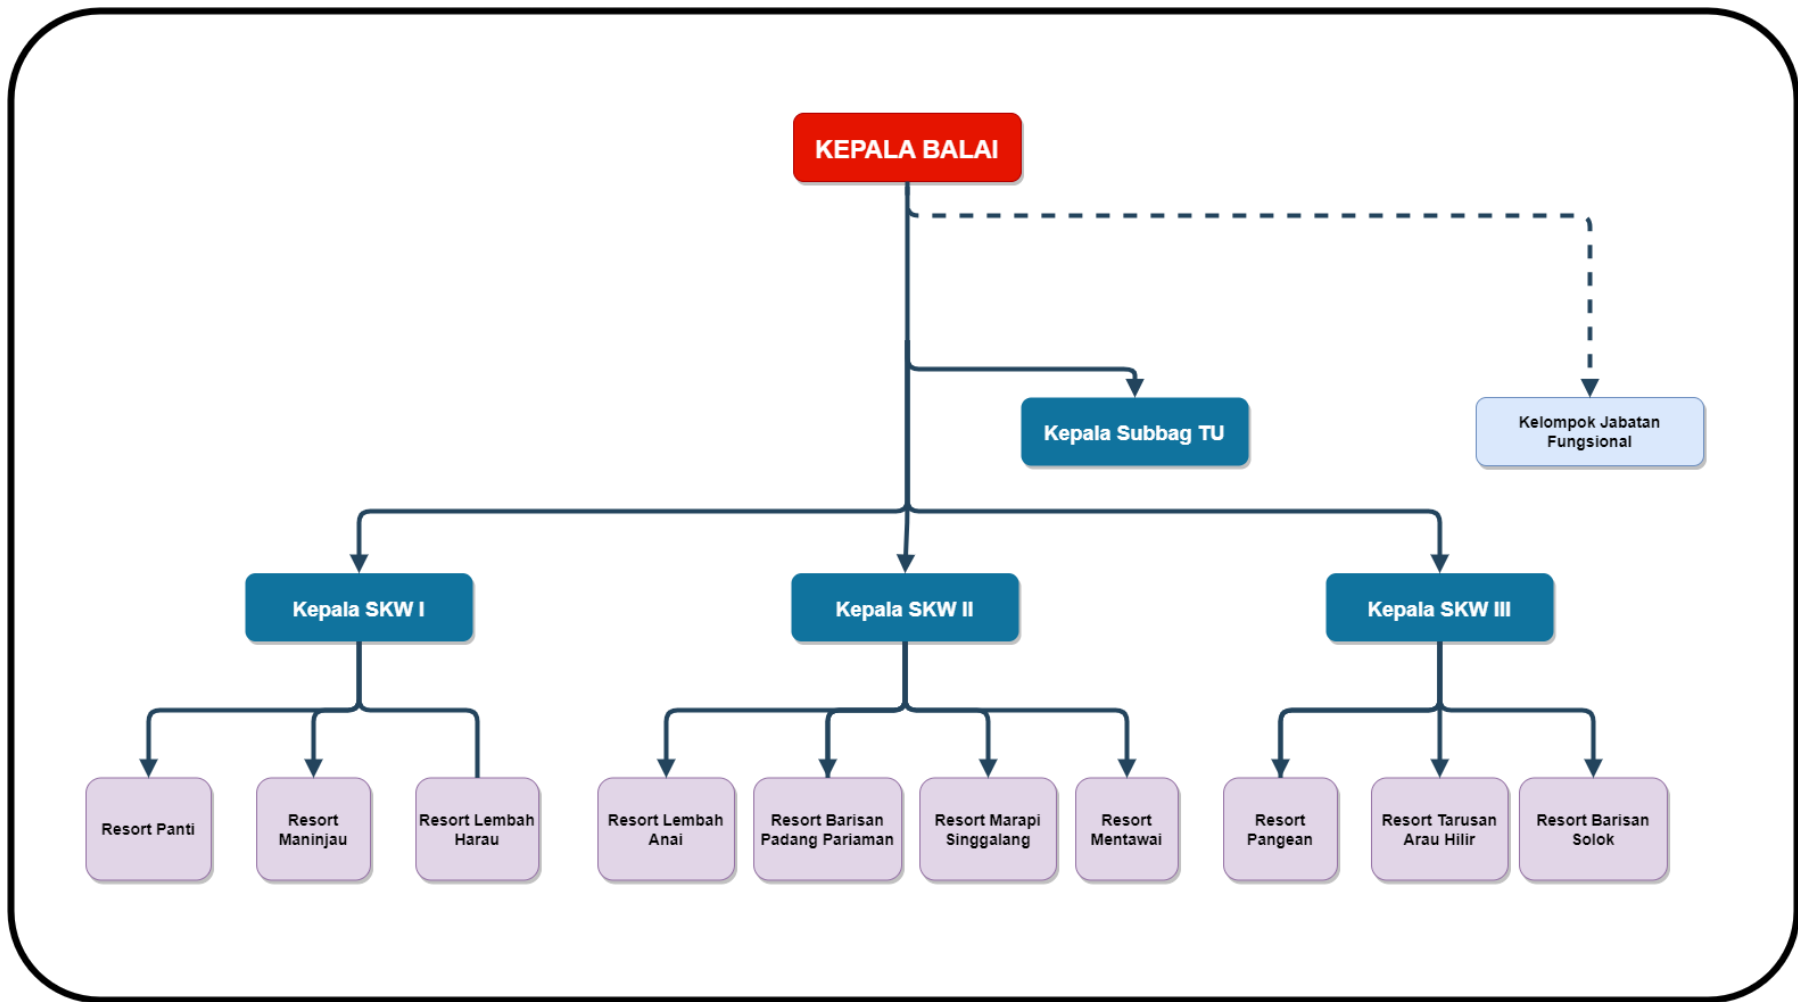 KEPALA BALAI
Kepala Subbag TU
Kelompok Jabatan
Fungsional
Kepala SKW I
Kepala SKW II
Kepala SKW III
Resort Panti
Resort
Maninjau
Resort Lembah
Harau
Resort Lembah
Anai
Resort Barisan
Padang Pariaman
Resort Marapi
Singgalang
Resort
Mentawai
Resort
Pangean
Resort Tarusan
Arau Hilir
Resort Barisan
Solok